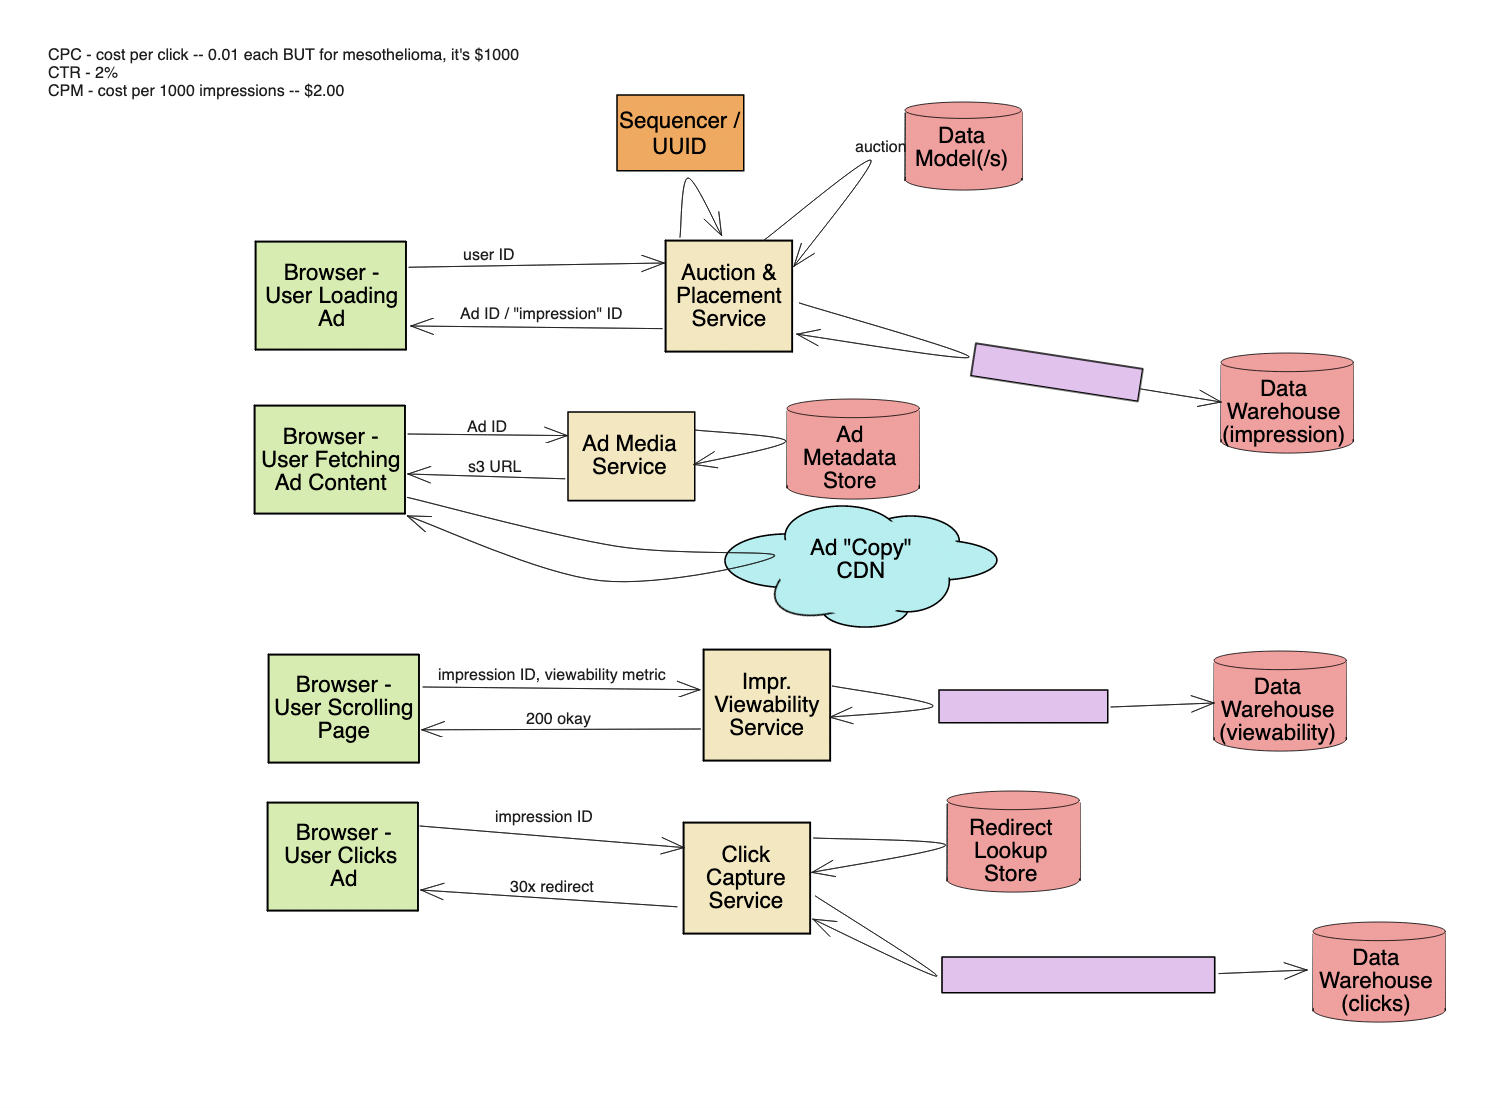 CPC - cost per click -- 0.01 each BUT for mesothelioma, it's $1000
CTR - 2%
CPM - cost per 1000 impressions -- $2.00
Sequencer /
UUID
auction
Data
Model(/s)
Browser -
User Loading
Ad
user ID
Ad ID / "impression" ID
Auction &
Placement
Service
Data
Warehouse
(impression)
Browser -
User Fetching
Ad Content
Ad ID
s3 URL
Ad Media
Service
Ad
Metadata
Store
Ad "Copy"
CDN
Browser -
User Scrolling
Page
impression ID, viewability metric
200 okay
Impr.
Viewability
Service
Data
Warehouse
(viewability)
Browser -
User Clicks
Ad
impression ID
30x redirect
Click
Capture
Service
Redirect
Lookup
Store
Data
Warehouse
(clicks)